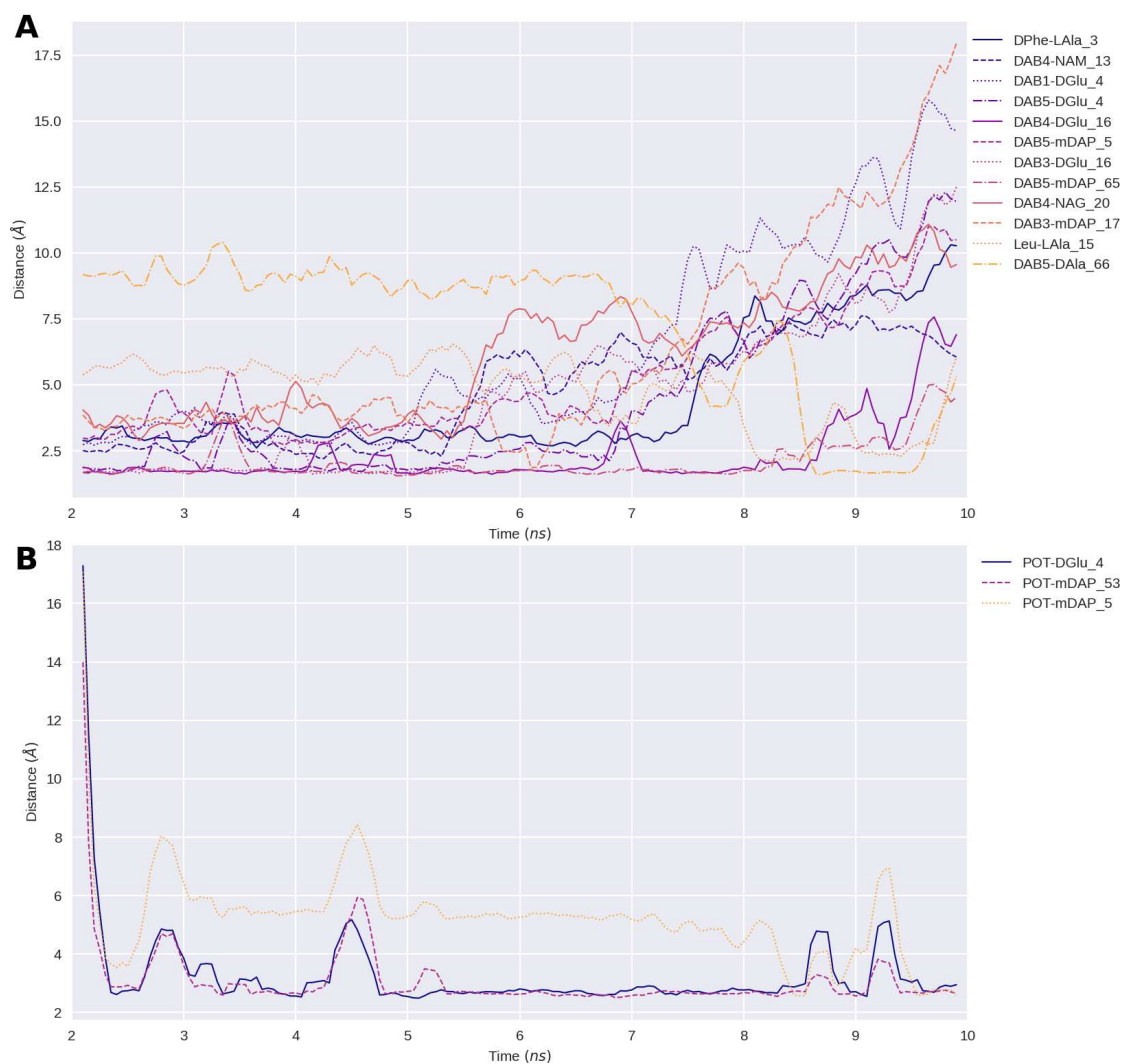 A
17.5
15.0
12.5
10.0
7.5
5.0
2.5
Distance (Å)
2 3 4 5 6 7 8 9 10
Time (ns)
DPhe-LAla_3
DAB4-NAM_13
DAB1-DGlu_4
DAB5-DGlu_4
DAB4-DGlu_16
DAB5-mDAP_5
DAB3-DGlu_16
DAB5-mDAP_65
DAB4-NAG_20
DAB3-mDAP_17
Leu-LAla_15
DAB5-DAla_66
B
18
16
14
12
10
8
6
4
2
Distance (Å)
2 3 4 5 6 7 8 9 10
Time (ns)
POT-DGlu_4
POT-mDAP_53
POT-mDAP_5